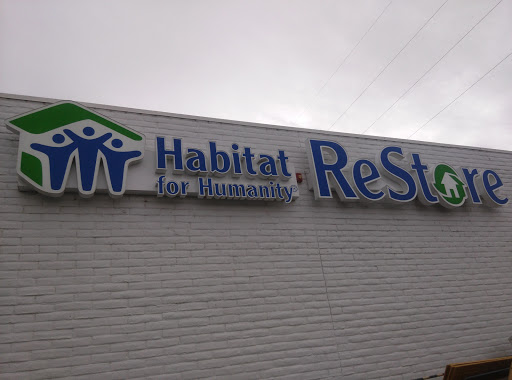 Habitat
for Humanity®
ReStore